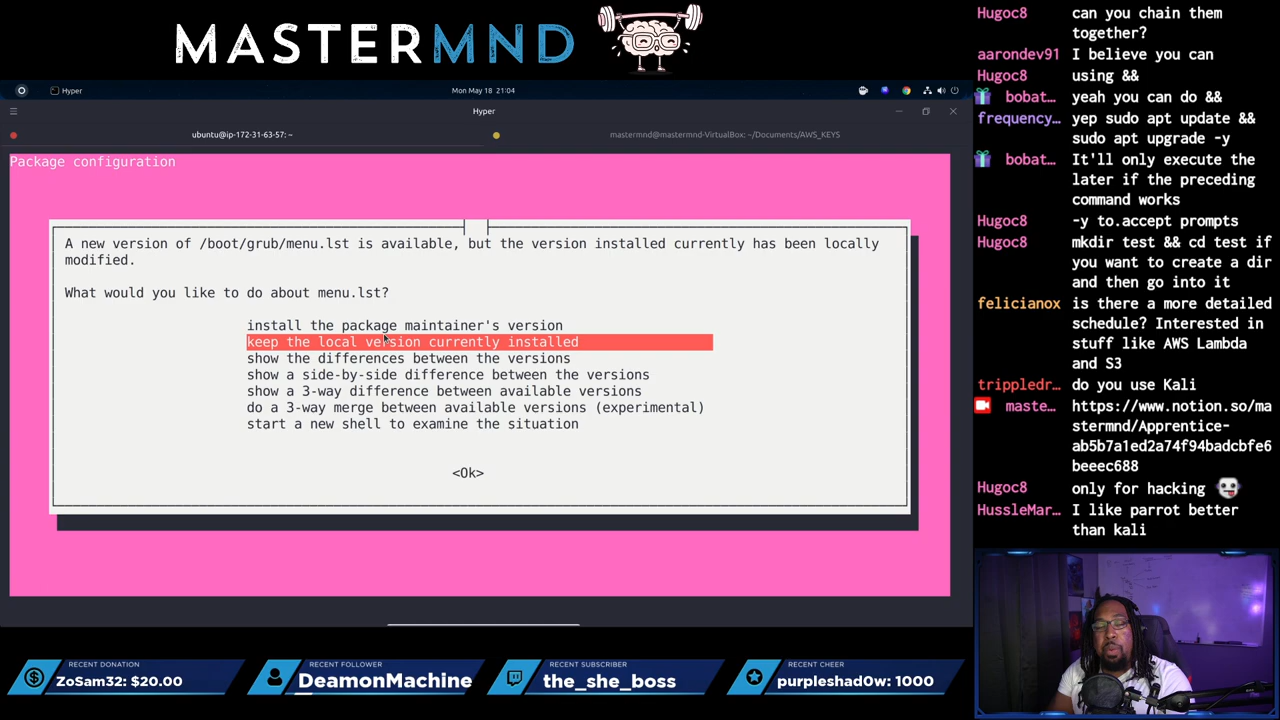 MASTERMND
Hyper
Mon May 18 21:04
Hyper
ubuntu@ip-172-31-63-57: ~
mastermnd@mastermnd-VirtualBox: ~/Documents/AWS_KEYS
Package configuration
A new version of /boot/grub/menu.lst is available, but the version installed currently has been locally
modified.
What would you like to do about menu.lst?
install the package maintainer's version
keep the local version currently installed
show the differences between the versions
show a side-by-side difference between the versions
show a 3-way difference between available versions
do a 3-way merge between available versions (experimental)
start a new shell to examine the situation
<Ok>
Hugoc8 can you chain them
together?
aarondev91 I believe you can
Hugoc8 using &&
bobat… yeah you can do &&
frequency… yep sudo apt update &&
sudo apt upgrade -y
bobat… It'll only execute the
later if the preceding
command works
Hugoc8 -y to.accept prompts
Hugoc8 mkdir test && cd test if
you want to create a dir
and then go into it
felicianox is there a more detailed
schedule? Interested in
stuff like AWS Lambda
and S3
trippledr… do you use Kali
maste… https://www.notion.so/ma
stermnd/Apprentice-
ab5b7a1ed2a74f94badcbfe6
beeec688
Hugoc8 only for hacking
HussleMar… I like parrot better
than kali
RECENT DONATION
ZoSam32: $20.00
RECENT FOLLOWER
DeamonMachine
RECENT SUBSCRIBER
the_she_boss
RECENT CHEER
purpleshad0w: 1000